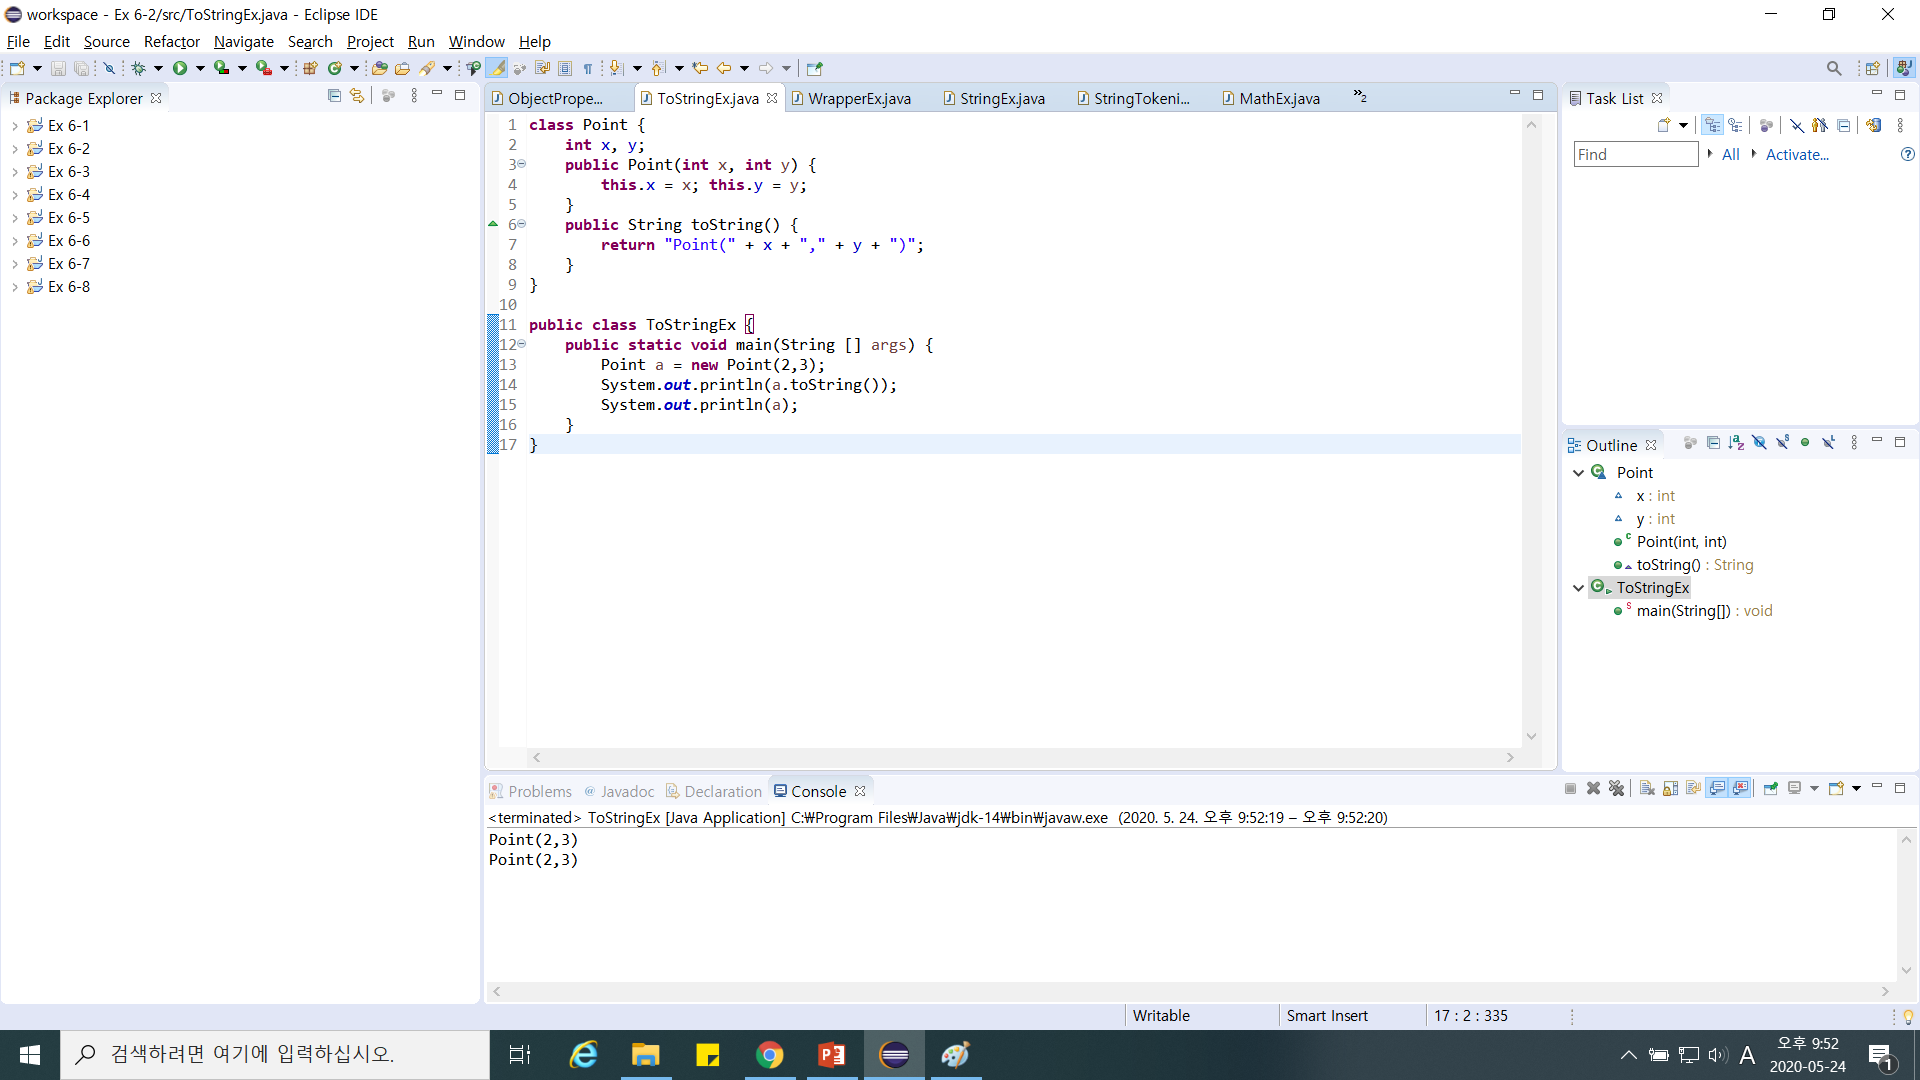 workspace - Ex 6-2/src/ToStringEx.java - Eclipse IDE
File Edit Source Refactor Navigate Search Project Run Window Help
Package Explorer
Ex 6-1
Ex 6-2
Ex 6-3
Ex 6-4
Ex 6-5
Ex 6-6
Ex 6-7
Ex 6-8
ObjectPrope... ToStringEx.java WrapperEx.java StringEx.java StringTokeni... MathEx.java »2
1 class Point {
2 int x, y;
3 public Point(int x, int y) {
4 this.x = x; this.y = y;
5 }
6 public String toString() {
7 return "Point(" + x + "," + y + ")";
8 }
9 }
10
11 public class ToStringEx {
12 public static void main(String [] args) {
13 Point a = new Point(2,3);
14 System.out.println(a.toString());
15 System.out.println(a);
16 }
17 }
Task List
Find All Activate...
Outline
Point
x : int
y : int
Point(int, int)
toString() : String
ToStringEx
main(String[]) : void
Problems @ Javadoc Declaration Console
<terminated> ToStringEx [Java Application] C:₩Program Files₩Java₩jdk-14₩bin₩javaw.exe (2020. 5. 24. 오후 9:52:19 – 오후 9:52:20)
Point(2,3)
Point(2,3)
Writable Smart Insert 17 : 2 : 335
검색하려면 여기에 입력하십시오.
A 오후 9:52
2020-05-24
1